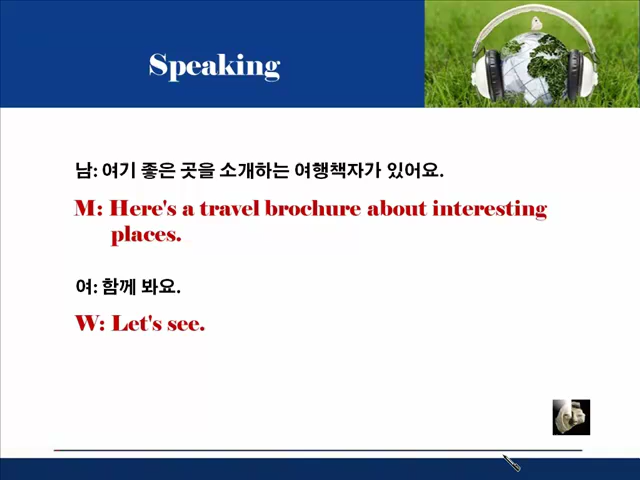 Speaking
남: 여기 좋은 곳을 소개하는 여행책자가 있어요.
M: Here's a travel brochure about interesting
places.
여: 함께 봐요.
W: Let's see.